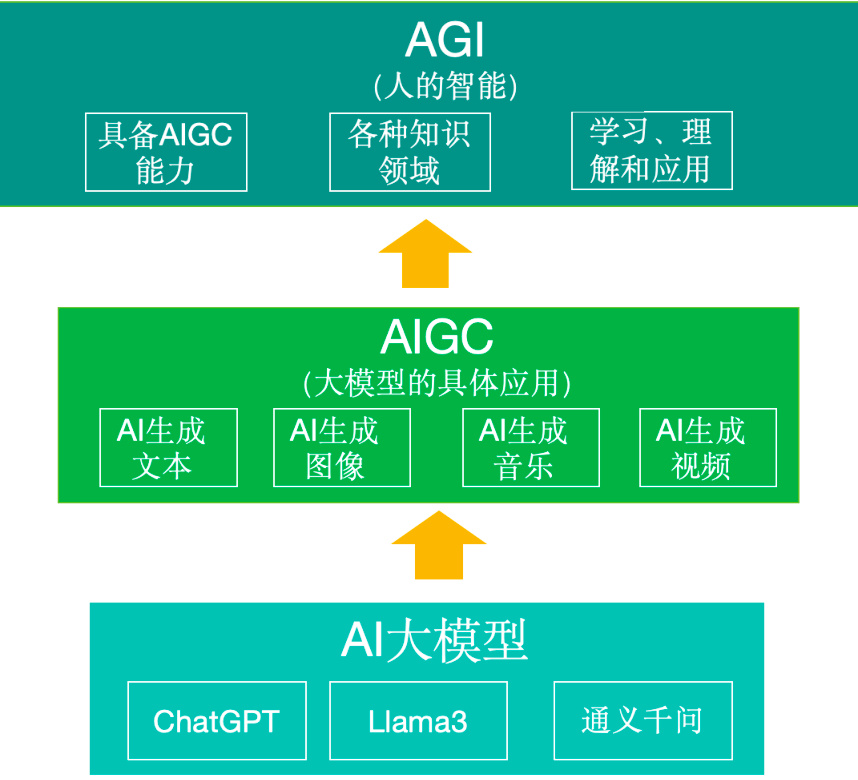 AGI
(人的智能)
具备AIGC
能力
各种知识
领域
学习、理
解和应用
AIGC
(大模型的具体应用)
AI生成
文本
AI生成
图像
AI生成
音乐
AI生成
视频
AI大模型
ChatGPT
Llama3
通义千问